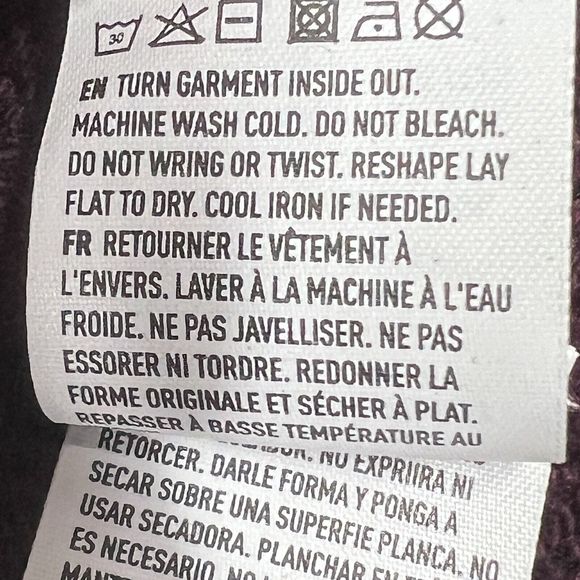 30
EN TURN GARMENT INSIDE OUT.
MACHINE WASH COLD. DO NOT BLEACH.
DO NOT WRING OR TWIST. RESHAPE LAY
FLAT TO DRY. COOL IRON IF NEEDED.
FR RETOURNER LE VÊTEMENT À
L'ENVERS. LAVER À LA MACHINE À L'EAU
FROIDE. NE PAS JAVELLISER. NE PAS
ESSORER NI TORDRE. REDONNER LA
FORME ORIGINALE ET SÉCHER À PLAT.
REPASSER À BASSE TEMPÉRATURE AU
NO EXPRIIRA NI
RETORCER. DARLE FORMA Y PONGA A
SECAR SOBRE UNA SUPERFIE PLANCA. NO
USAR SECADORA. PLANCHAR
ES NECESARIO.